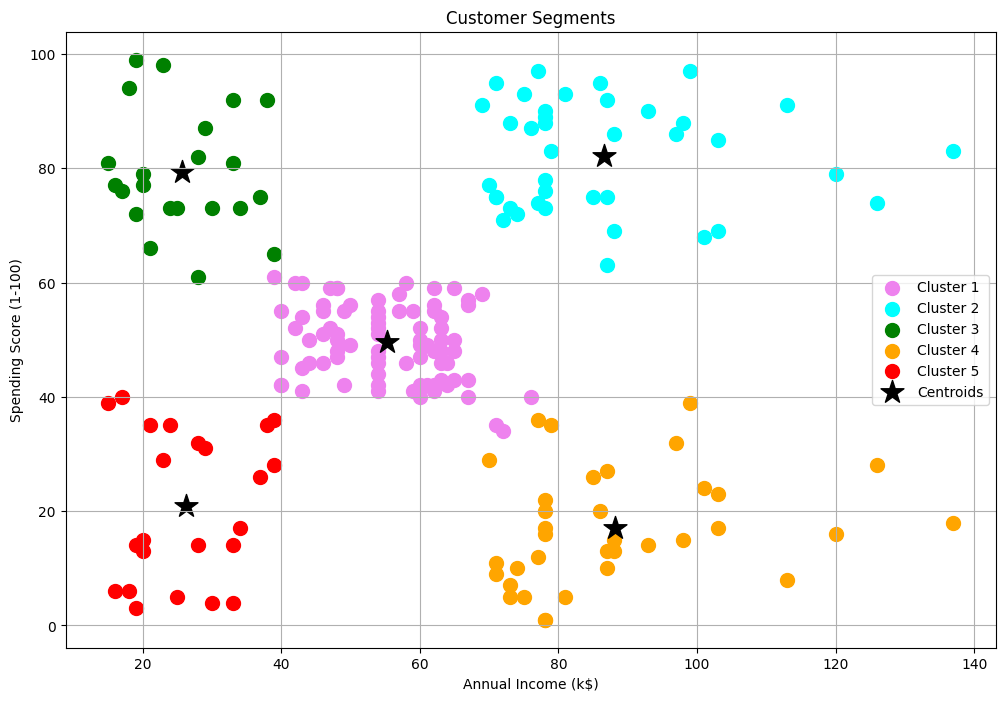 Customer Segments
Spending Score (1-100)
100
80
60
40
20
0
Cluster 1
Cluster 2
Cluster 3
Cluster 4
Cluster 5
Centroids
20 40 60 80 100 120 140
Annual Income (k$)